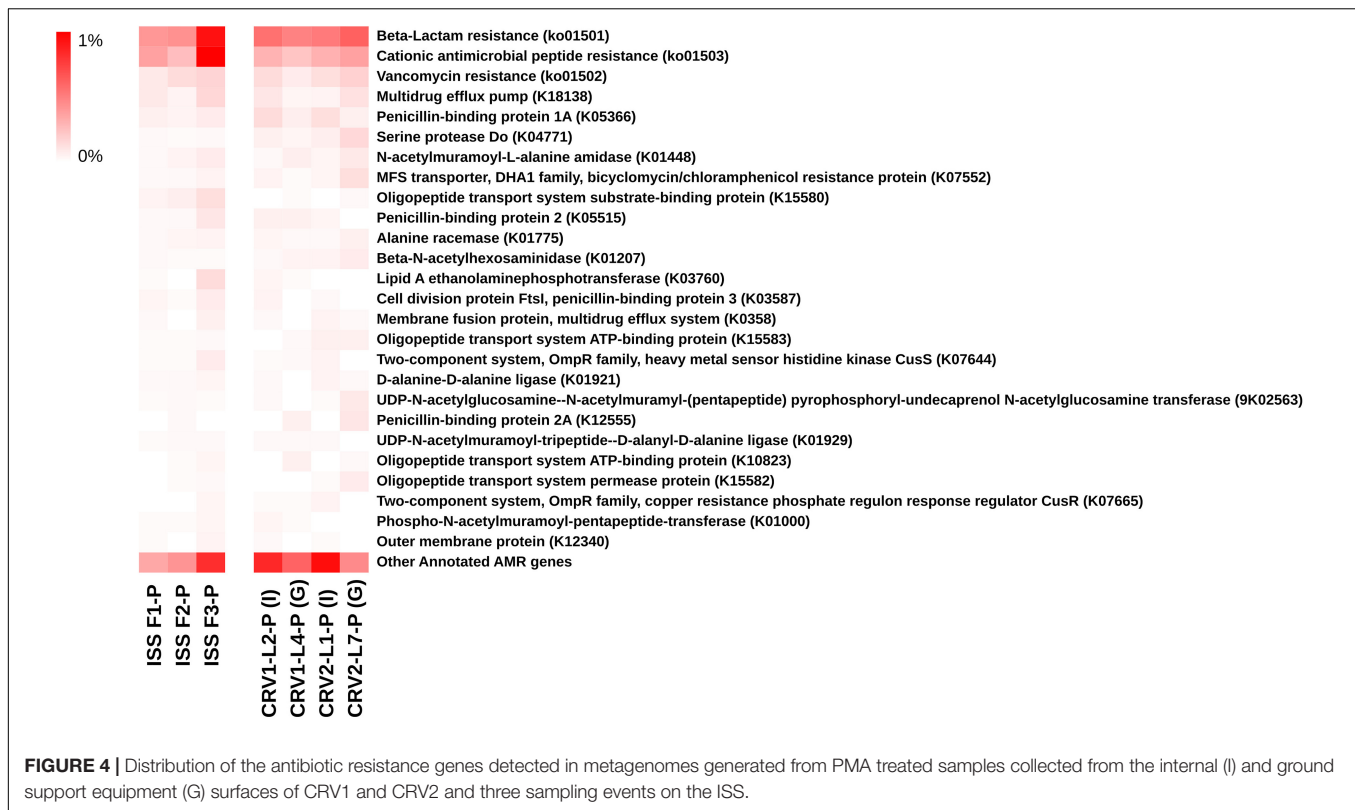 1%
0%
Beta-Lactam resistance (ko01501)
Cationic antimicrobial peptide resistance (ko01503)
Vancomycin resistance (ko01502)
Multidrug efflux pump (K18138)
Penicillin-binding protein 1A (K05366)
Serine protease Do (K04771)
N-acetylmuramoyl-L-alanine amidase (K01448)
MFS transporter, DHA1 family, bicyclomycin/chloramphenicol resistance protein (K07552)
Oligopeptide transport system substrate-binding protein (K15580)
Penicillin-binding protein 2 (K05515)
Alanine racemase (K01775)
Beta-N-acetylhexosaminidase (K01207)
Lipid A ethanolaminephosphotransferase (K03760)
Cell division protein FtsI, penicillin-binding protein 3 (K03587)
Membrane fusion protein, multidrug efflux system (K0358)
Oligopeptide transport system ATP-binding protein (K15583)
Two-component system, OmpR family, heavy metal sensor histidine kinase CusS (K07644)
D-alanine-D-alanine ligase (K01921)
UDP-N-acetylglucosamine--N-acetylmuramyl-(pentapeptide) pyrophosphoryl-undecaprenol N-acetylglucosamine transferase (9K02563)
Penicillin-binding protein 2A (K12555)
UDP-N-acetylmuramoyl-tripeptide--D-alanyl-D-alanine ligase (K01929)
Oligopeptide transport system ATP-binding protein (K10823)
Oligopeptide transport system permease protein (K15582)
Two-component system, OmpR family, copper resistance phosphate regulon response regulator CusR (K07665)
Phospho-N-acetylmuramoyl-pentapeptide-transferase (K01000)
Outer membrane protein (K12340)
Other Annotated AMR genes
ISS F1-P
ISS F2-P
ISS F3-P
CRV1-L2-P (I)
CRV1-L4-P (G)
CRV2-L1-P (I)
CRV2-L7-P (G)
FIGURE 4 | Distribution of the antibiotic resistance genes detected in metagenomes generated from PMA treated samples collected from the internal (I) and ground
support equipment (G) surfaces of CRV1 and CRV2 and three sampling events on the ISS.